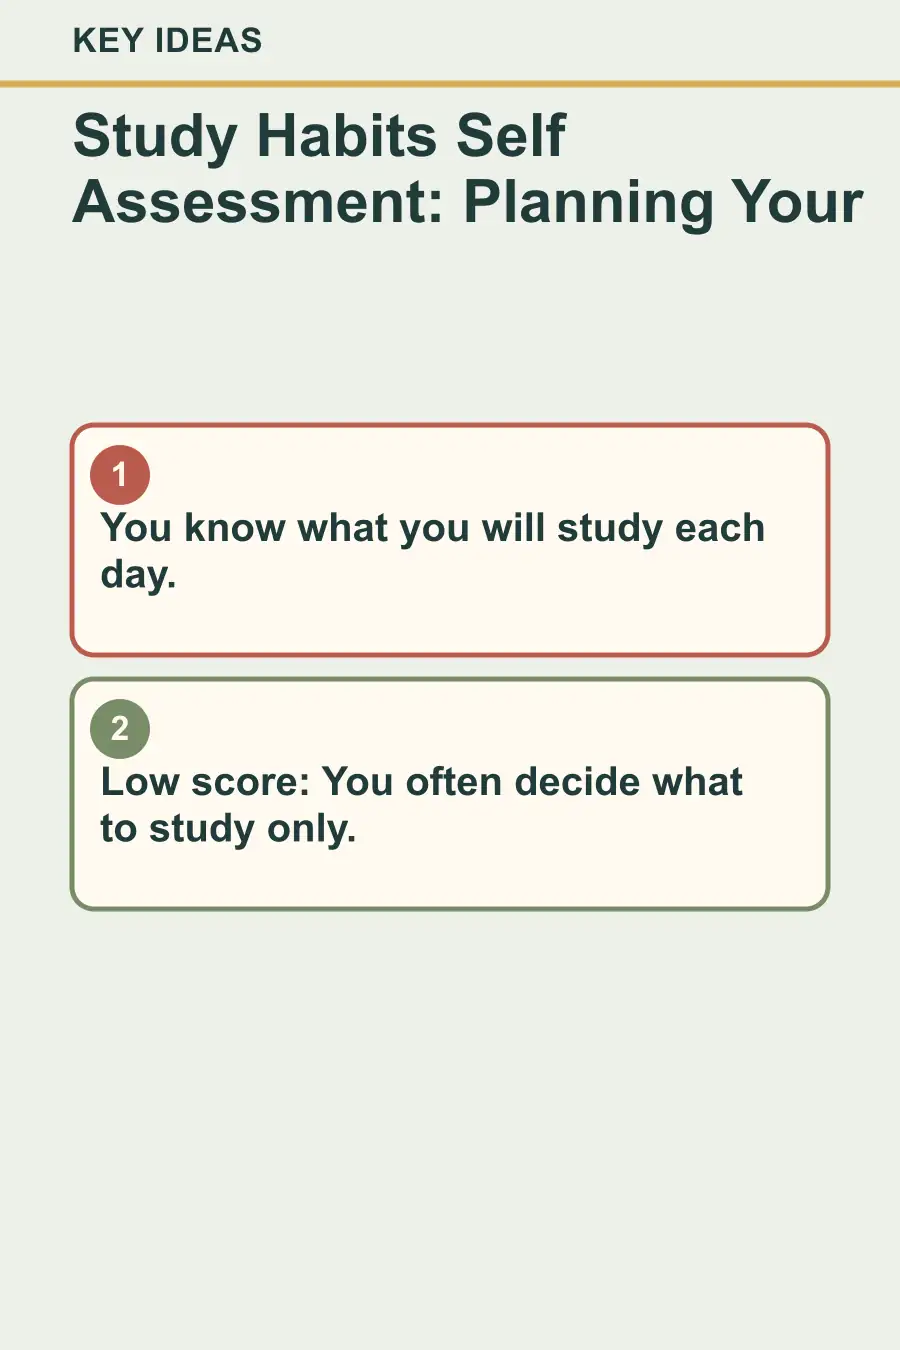 KEY IDEAS
Study Habits Self
Assessment: Planning Your
1
You know what you will study each
day.
2
Low score: You often decide what
to study only.